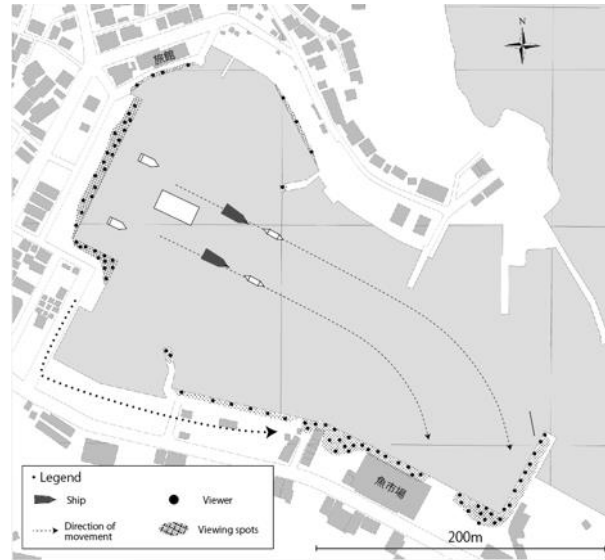 旅館
N
魚市場
• Legend
Ship
Viewer
Direction of
movement
Viewing spots
200m